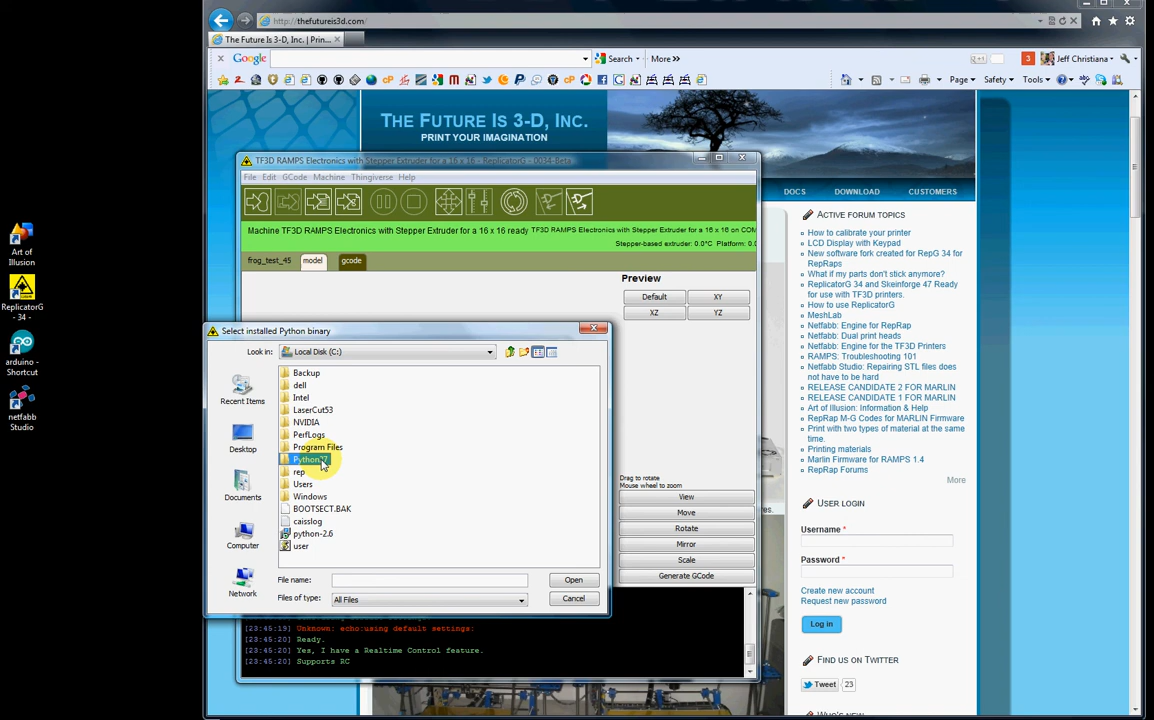 http://thefutureis3d.com/
The Future Is 3-D, Inc. | Prin...
Google
Search
More »
3
Jeff Christiana
Page
Safety
Tools
THE FUTURE IS 3-D, INC.
PRINT YOUR IMAGINATION
DOCS
DOWNLOAD
CUSTOMERS
TF3D RAMPS Electronics with Stepper Extruder for a 16 x 16 - ReplicatorG - 0034-Beta
File Edit GCode Machine Thingiverse Help
Machine TF3D RAMPS Electronics with Stepper Extruder for a 16 x 16 ready
TF3D RAMPS Electronics with Stepper Extruder for a 16 x 16 on COM
Stepper-based extruder: 0.0°C Platform: 0.0
frog_test_45
model
gcode
Preview
Default
XY
XZ
YZ
Drag to rotate
Mouse wheel to zoom
View
Move
Rotate
Mirror
Scale
Generate GCode
Select installed Python binary
Look in:
Local Disk (C:)
Recent Items
Desktop
Documents
Computer
Network
Backup
dell
Intel
LaserCut53
NVIDIA
PerfLogs
Program Files
Python27
rep
Users
Windows
BOOTSECT.BAK
caisslog
python-2.6
user
File name:
Open
Files of type:
All Files
Cancel
[23:45:19] Unknown: echo:using default settings:
[23:45:20] Ready.
[23:45:20] Yes, I have a Realtime Control feature.
[23:45:20] Supports RC
Art of
Illusion
ReplicatorG
- 34 -
arduino -
Shortcut
netfabb
Studio
ACTIVE FORUM TOPICS
How to calibrate your printer
LCD Display with Keypad
New software fork created for RepG 34 for
RepRaps
What if my parts don't stick anymore?
ReplicatorG 34 and Skeinforge 47 Ready
for use with TF3D printers.
How to use ReplicatorG
MeshLab
Netfabb: Engine for RepRap
Netfabb: Dual print heads
RAMPS: Troubleshooting 101
Netfabb: Engine for the TF3D Printers
Netfabb Studio: Repairing STL files does
not have to be hard
RELEASE CANDIDATE 2 FOR MARLIN
RELEASE CANDIDATE 1 FOR MARLIN
Art of Illusion: Information & Help
RepRap M-G Codes for MARLIN Firmware
Print with two types of material at the same
time.
Printing materials
Marlin Firmware for RAMPS 1.4
RepRap Forums
More
USER LOGIN
Username *
Password *
Create new account
Request new password
Log in
FIND US ON TWITTER
Tweet
23